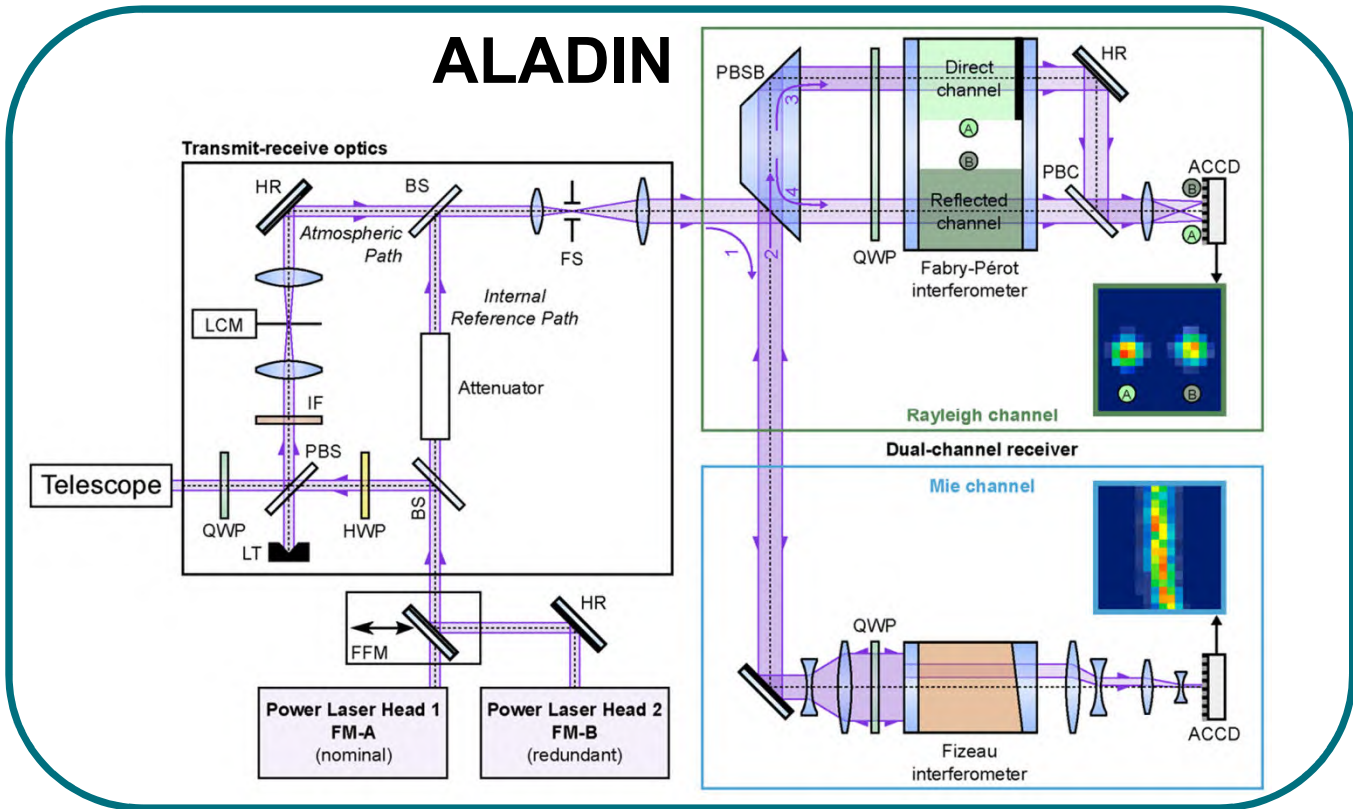 ALADIN
Transmit-receive optics
HR
BS
Atmospheric
Path
FS
Internal
Reference Path
LCM
IF
Attenuator
PBS
Telescope
QWP
HWP
BS
LT
HR
FFM
Power Laser Head 1
FM-A
(nominal)
Power Laser Head 2
FM-B
(redundant)
PBSB
3
4
1
2
QWP
Direct
channel
A
B
Reflected
channel
Fabry-Pérot
interferometer
HR
PBC
ACCD
B
A
A
B
Rayleigh channel
Dual-channel receiver
Mie channel
QWP
Fizeau
interferometer
ACCD